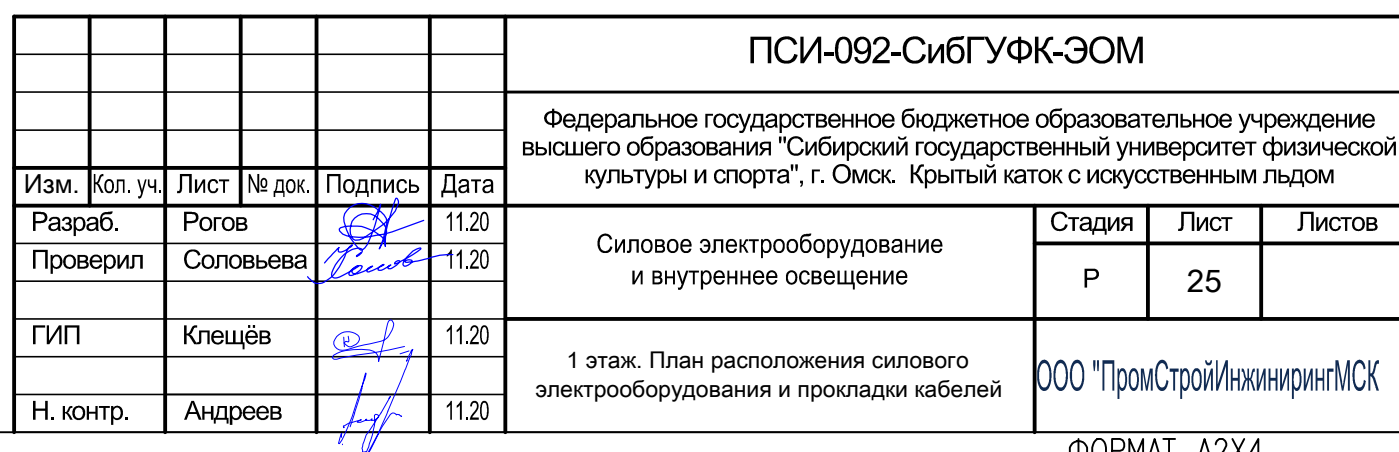 ПСИ-092-СибГУФК-ЭОМ
Федеральное государственное бюджетное образовательное учреждение
высшего образования "Сибирский государственный университет физической
культуры и спорта", г. Омск. Крытый каток с искусственным льдом
Изм. Кол. уч. Лист № док. Подпись Дата
Разраб. Рогов 11.20
Проверил Соловьева 11.20
ГИП Клещёв 11.20
Н. контр. Андреев 11.20
Силовое электрооборудование
и внутреннее освещение
Стадия Лист Листов
Р 25
1 этаж. План расположения силового
электрооборудования и прокладки кабелей
ООО "ПромСтройИнжинирингМСК
ФОРМАТ А2Х4